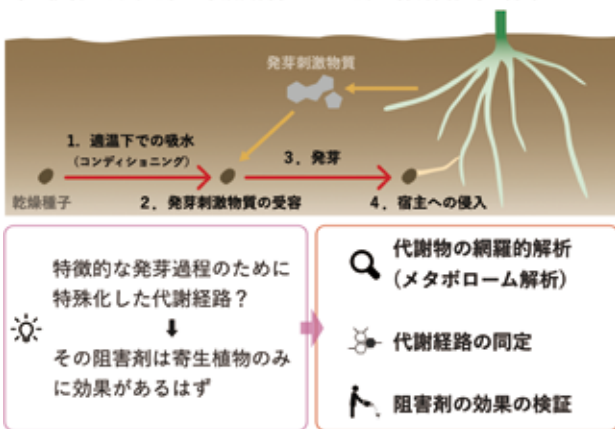 発芽刺激物質
1. 適温下での吸水
(コンディショニング)
3. 発芽
乾燥種子
2. 発芽刺激物質の受容
4. 宿主への侵入
特徴的な発芽過程のために
特殊化した代謝経路？
その阻害剤は寄生植物のみ
に効果があるはず
代謝物の網羅的解析
(メタボローム解析)
代謝経路の同定
阻害剤の効果の検証